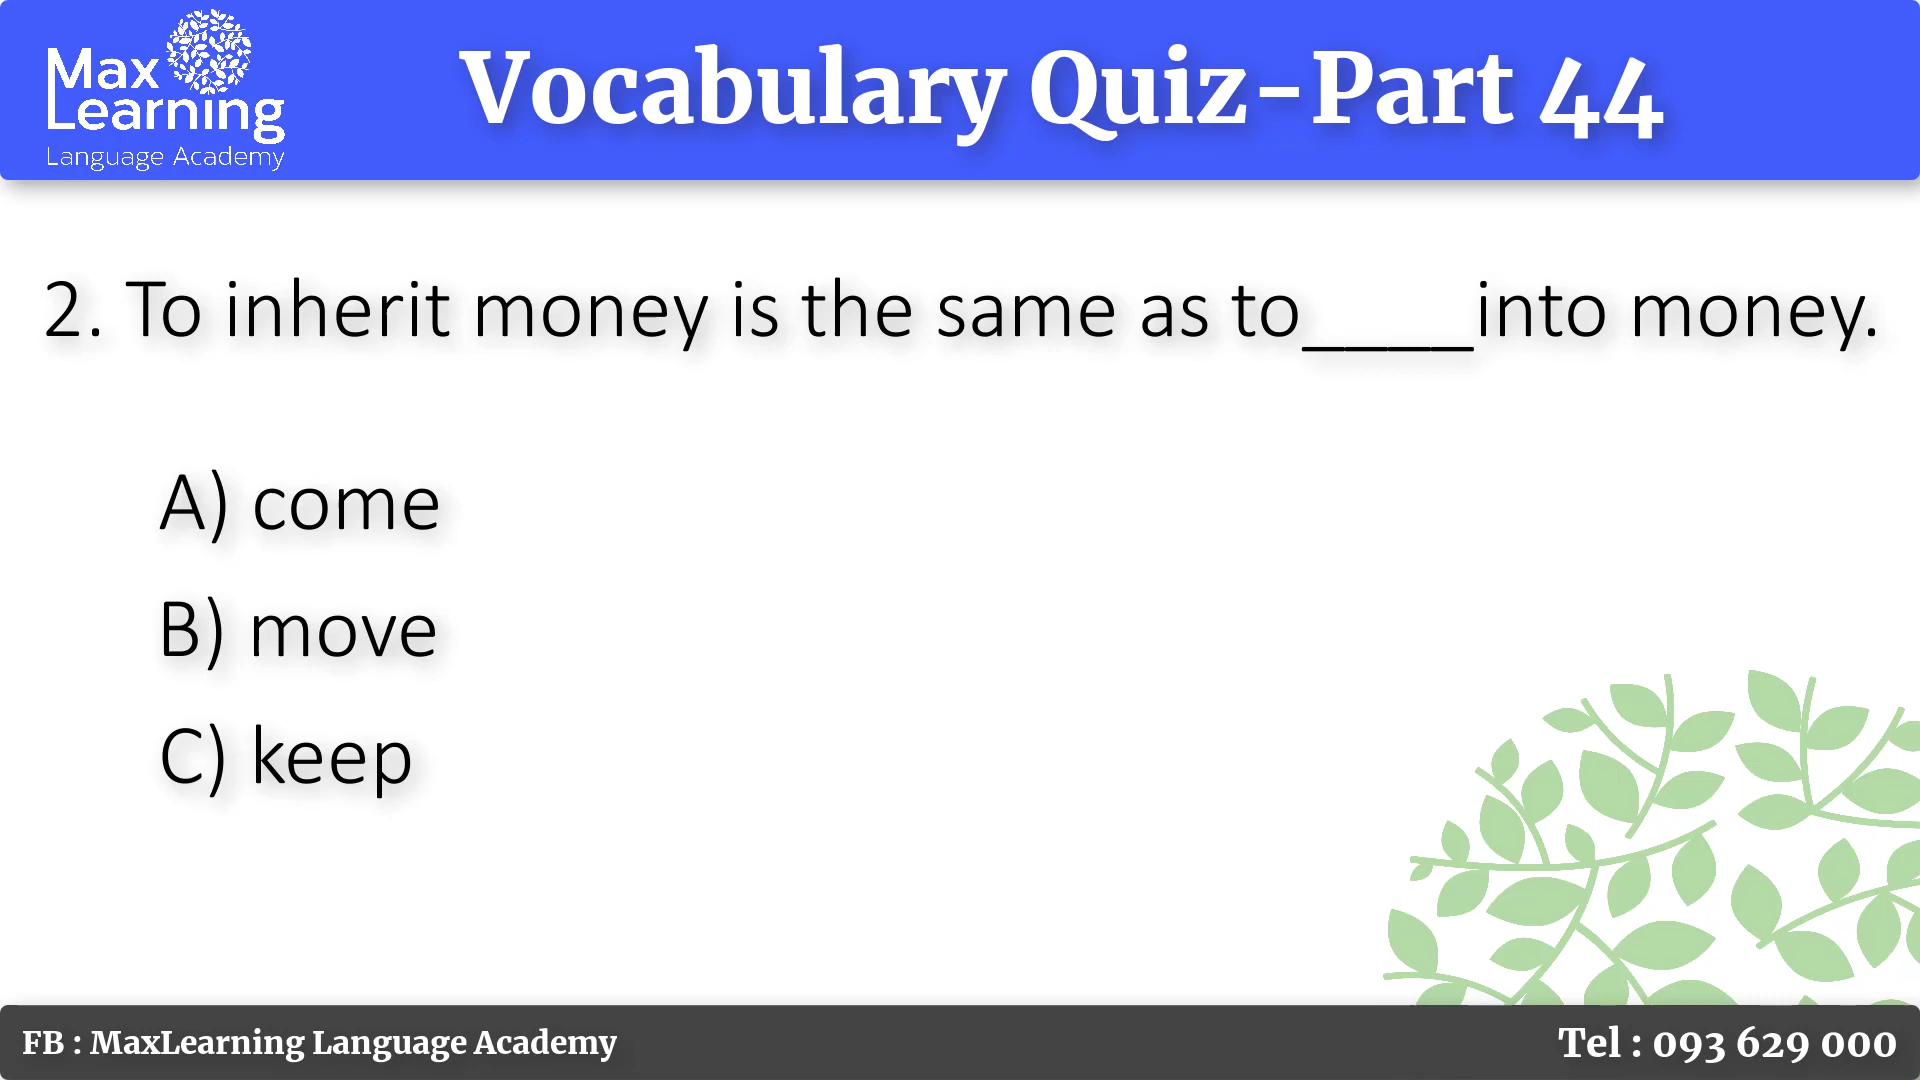 Max
Learning
Language Academy
Vocabulary Quiz-Part 44
2. To inherit money is the same as to____into money.
A) come
B) move
C) keep
FB : MaxLearning Language Academy
Tel : 093 629 000